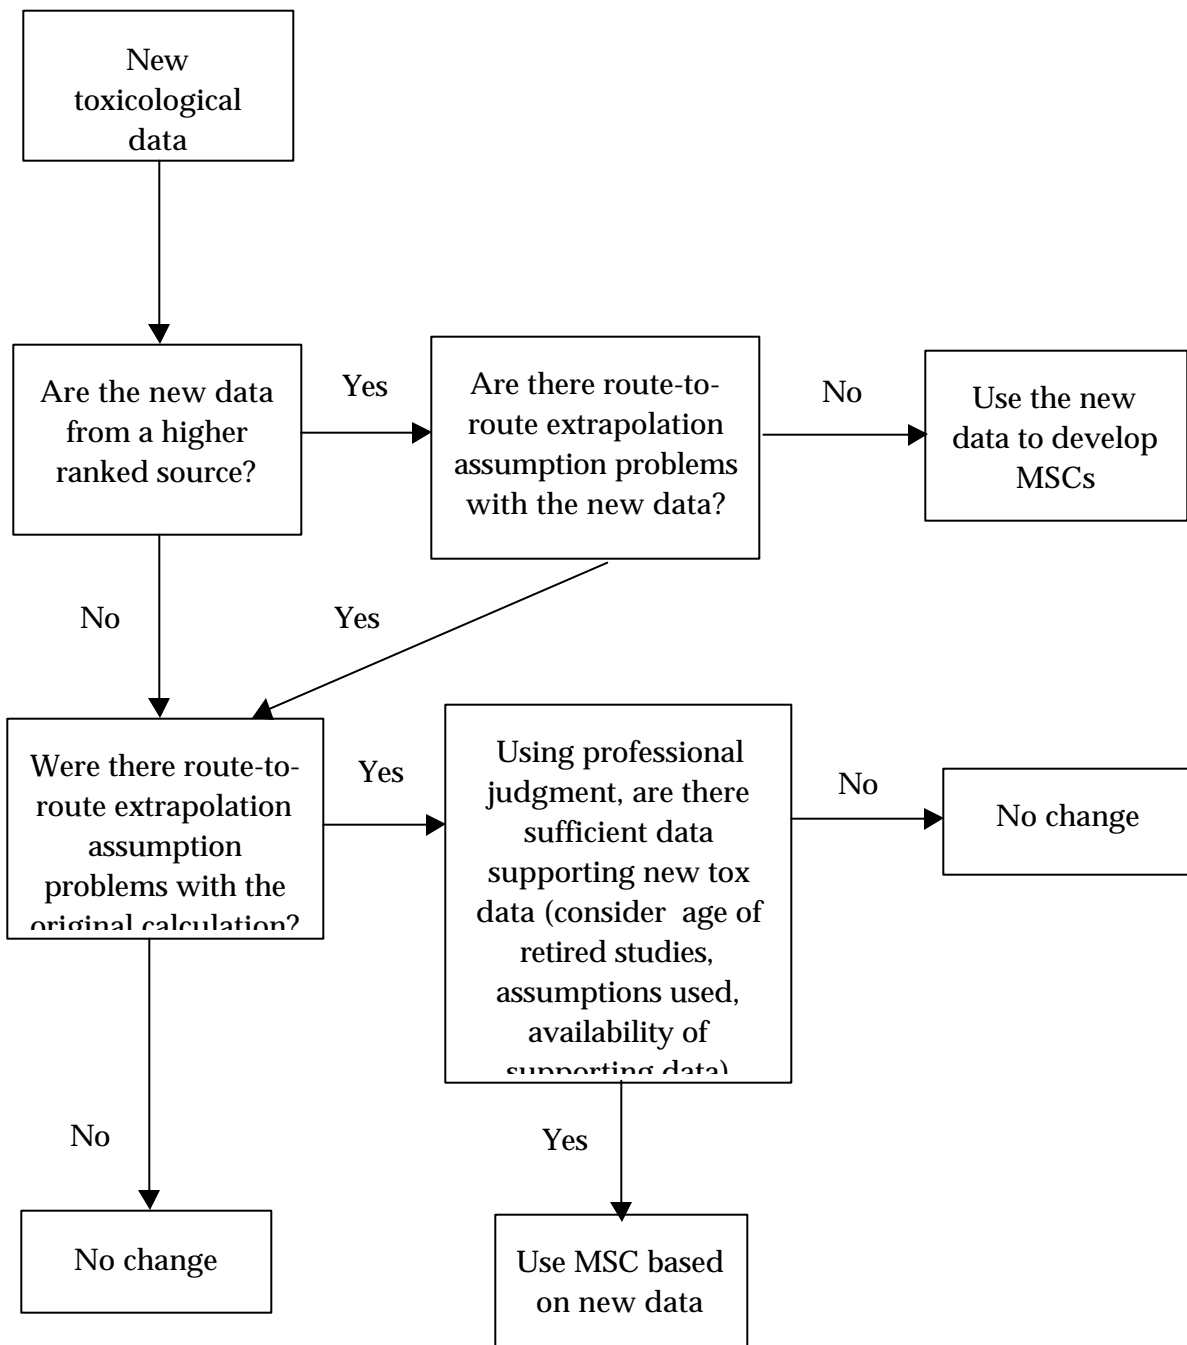 New
toxicological
data
Are the new data
from a higher
ranked source?
Yes
Are there route-to-
route extrapolation
assumption problems
with the new data?
No
Use the new
data to develop
MSCs
No
Yes
Were there route-to-
route extrapolation
assumption
problems with the
original calculation?
Yes
Using professional
judgment, are there
sufficient data
supporting new tox
data (consider age of
retired studies,
assumptions used,
availability of
supporting data)
No
No change
No
Yes
No change
Use MSC based
on new data